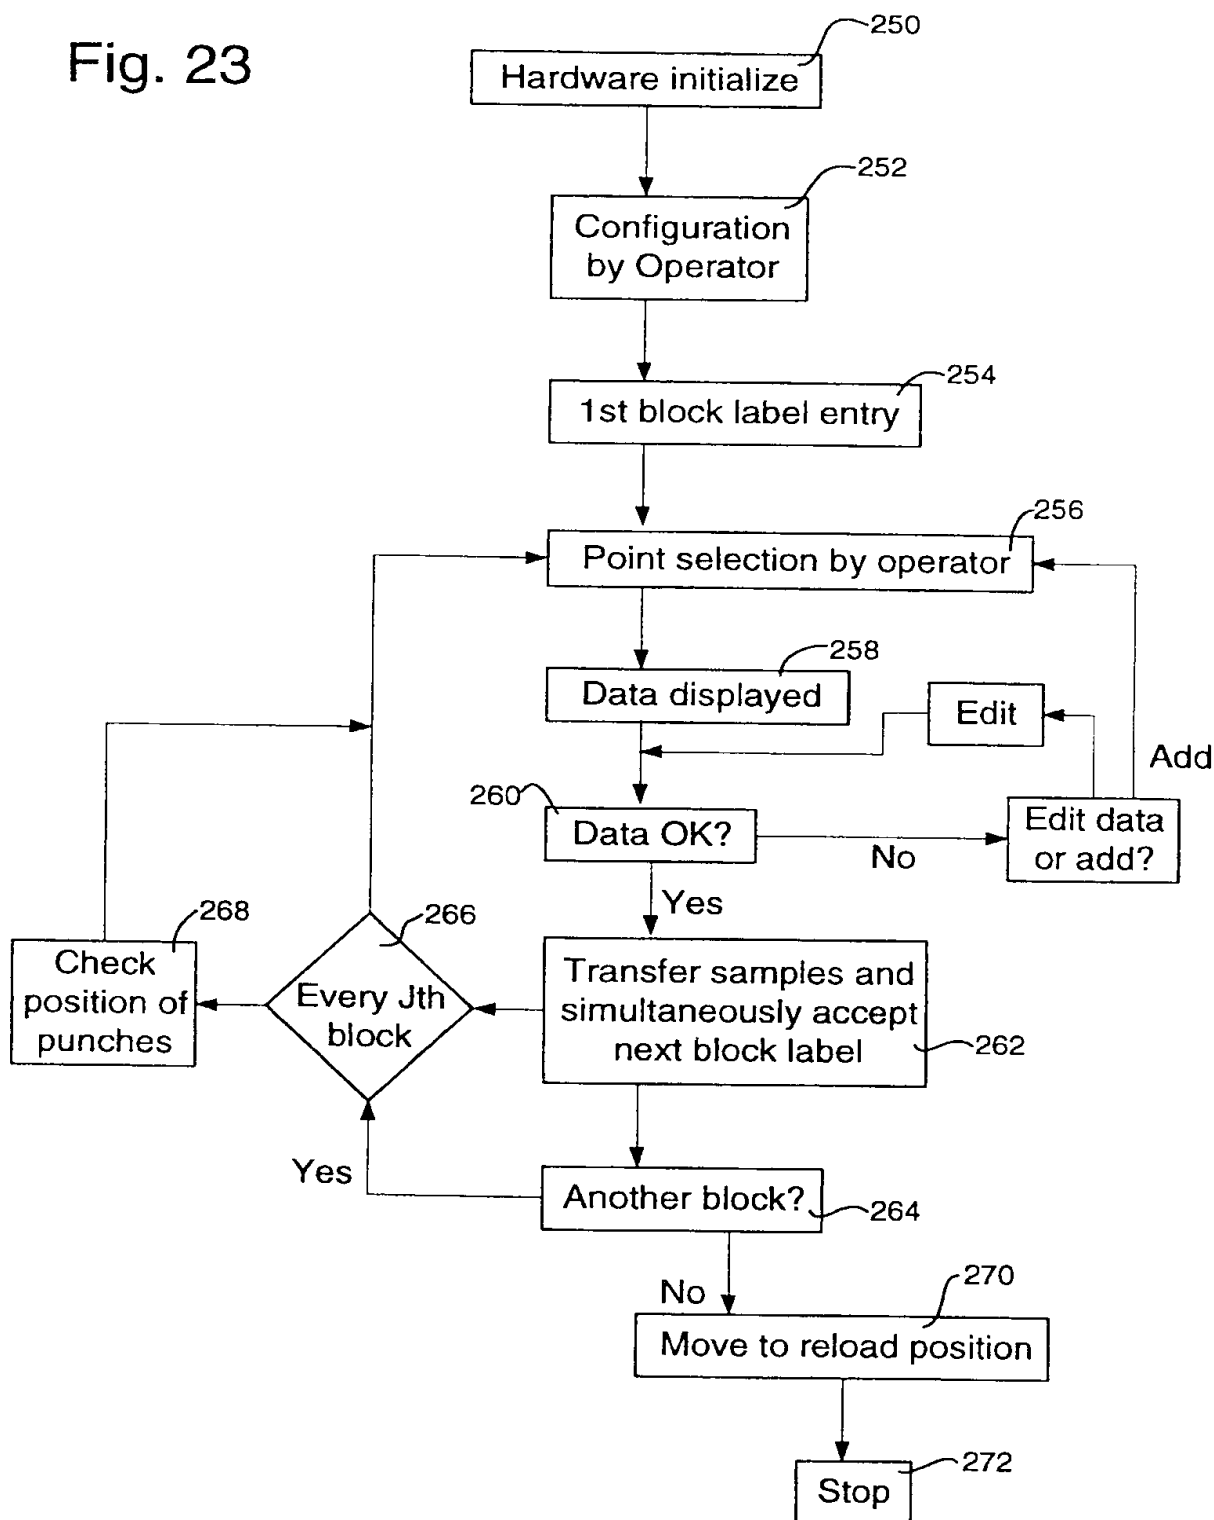 Fig. 23
250
Hardware initialize
252
Configuration
by Operator
254
1st block label entry
256
Point selection by operator
258
Data displayed
Edit
Add
260
Data OK?
No
Edit data
or add?
Yes
268
266
Check
position of
punches
Every Jth
block
Transfer samples and
simultaneously accept
next block label
262
Yes
Another block?
264
No
270
Move to reload position
272
Stop